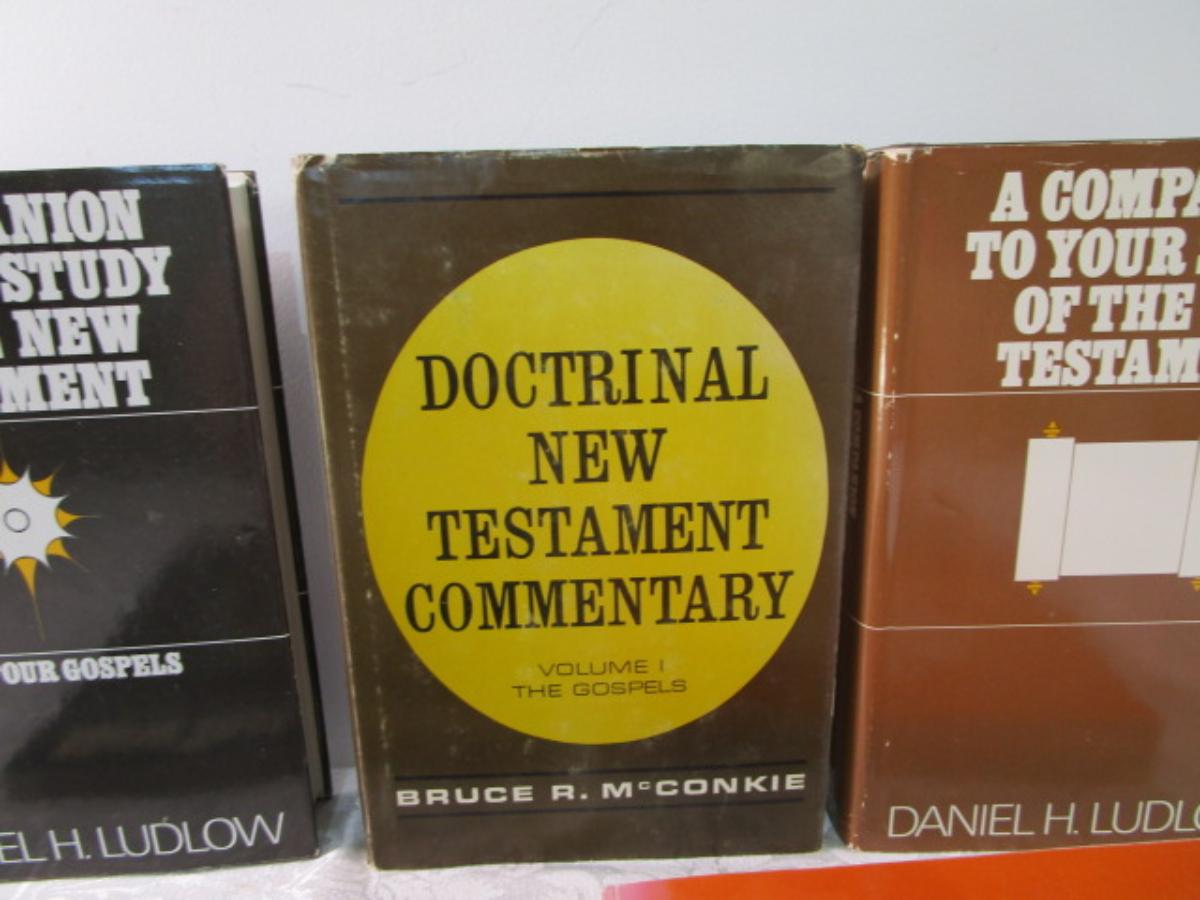 ANION
STUDY
NEW
MENT
OUR GOSPELS
EL H. LUDLOW
DOCTRINAL
NEW
TESTAMENT
COMMENTARY
VOLUME I
THE GOSPELS
BRUCE R. McCONKIE
A COMPA
TO YOUR
OF THE
TESTAM
DANIEL H. LUDLO